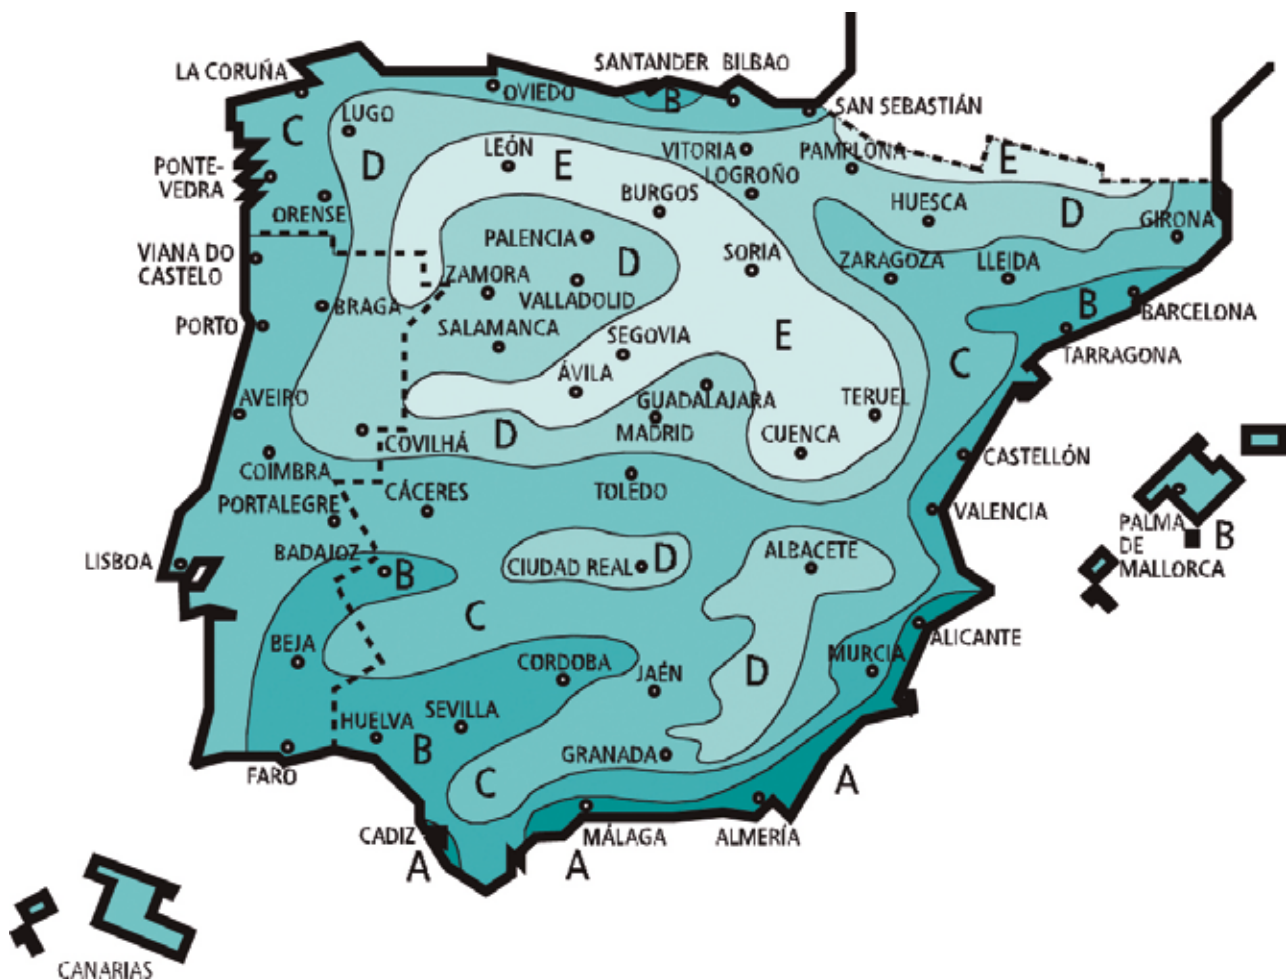 SANTANDER BILBAO
LA CORUÑA
OVIEDO
B
SAN SEBASTIÁN
C
LUGO
LEÓN
VITORIA
PAMPLONA
PONTE-
VEDRA
D
E
E
LOGROÑO
BURGOS
HUESCA
D
ORENSE
GIRONA
PALENCIA
VIANA DO
CASTELO
D
SORIA
ZARAGOZA
LLEIDA
ZAMORA
VALLADOLID
BRAGA
B
BARCELONA
PORTO
SALAMANCA
SEGOVIA
E
TARRAGONA
ÁVILA
C
AVEIRO
GUADALAJARA
TERUEL
D
MADRID
CUENCA
COVILHÁ
COIMBRA
CASTELLÓN
CÁCERES
TOLEDO
PORTALEGRE
VALENCIA
PALMA
DE
MALLORCA
B
LISBOA
BADAJOZ
B
CIUDAD REAL
D
ALBACETE
C
BEJA
ALICANTE
CORDOBA
JAÉN
D
MURCIA
HUELVA
SEVILLA
B
GRANADA
FARO
C
A
CADIZ
A
A
MÁLAGA
ALMERÍA
CANARIAS